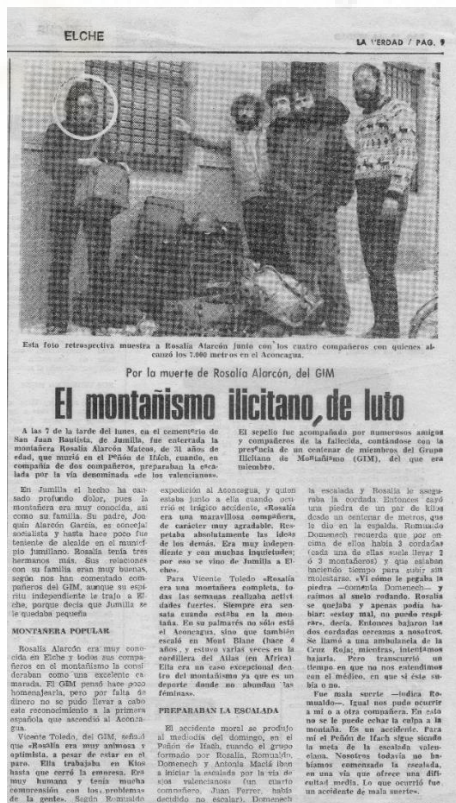 ELCHE
LA VERDAD / PAG. 9
Esta foto retrospectiva muestra a Rosalía Alarcón junto con los cuatro compañeros con quienes al-
canzó los 7.000 metros en el Aconcagua.
Por la muerte de Rosalía Alarcón, del GIM
El montañismo ilicitano, de luto
A las 7 de la tarde del lunes, en el cementerio de
San Juan Bautista, de Jumilla, fue enterrada la
montañera Rosalía Alarcón Mateos, de 31 años de
edad, que murió en el Peñón de Ifach, cuando, en
compañía de dos compañeros, preparaban la esca-
lada por la vía denominada «de los valencianos».
El sepelio fue acompañado por numerosos amigos
y compañeros de la fallecida, contándose con la
presencia de un centenar de miembros del Grupo
Ilicitano de Montañismo (GIM), del que era
miembro.
En Jumilla el hecho ha cau-
sado profundo dolor, pues la
montañera era muy conocida, así
como su familia. Su padre, Joa-
quín Alarcón García, es concejal
socialista y hasta hace poco fue
teniente de alcalde en el munici-
pio jumillano. Rosalía tenía tres
hermanos más. Sus relaciones
con su familia eran muy buenas,
según nos han comentado compa-
ñeros del GIM, aunque su espíri-
tu independiente la trajo a El-
che, porque decía que Jumilla se
le quedaba pequeña
MONTAÑERA POPULAR
Rosalía Alarcón era muy cono-
cida en Elche y todos sus compa-
ñeros en el montañismo la consi-
deraban como una excelente ca-
marada. El GIM pensó hace poco
homenajearla, pero por falta de
dinero no se pudo llevar a cabo
este reconocimiento a la primera
española que ascendió al Aconca-
gua.
Vicente Toledo, del GIM, señaló
que «Rosalía era muy animosa y
optimista, a pesar de estar en el
paro. Ella trabajaba en Kios
hasta que cerró la empresa. Era
muy humana y tenía mucha
comprensión con los problemas
de la gente». Según Romualdo
expedición al Aconcagua, y quien
estaba junto a ella cuando ocu-
rrió el trágico accidente, «Rosalía
era una maravillosa compañera,
de carácter muy agradable. Res-
petaba absolutamente las ideas
de los demás. Era muy indepen-
diente y con muchas inquietudes;
por eso se vino de Jumilla a El-
che».
Para Vicente Toledo «Rosalía
era una montañera completa, to-
das las semanas realizaba activi-
dades fuertes. Siempre era sen-
sata cuando estaba en la mon-
taña. En su palmarés no sólo está
el Aconcagua, sino que también
escaló en Mont Blanc (hace 4
años), y estuvo varias veces en la
cordillera del Atlas (en Africa)
Ella era un caso excepcional den-
tro del montañismo ya que es un
deporte donde no abundan las
féminas».
PREPARABAN LA ESCALADA
El accidente mortal se produjo
al mediodía del domingo, en el
Peñón de Ifach, cuando el grupo
formado por Rosalía, Romualdo
Domenech y Antonio Maciá iban
a iniciar la escalada por la vía de
los valencianos» (un cuarto
compañero, Juan Ferrer, había
decidido no escalar). Domenech
la escalada y Rosalía le asegu-
raba la cordada Entonces cayó
una piedra de un par de kilos
desde un centenar de metros, que
le dio en la espalda. Romualdo
Domenech recuerda que por en-
cima de ellos había 3 cordadas
(cada una de ellas suele llevar 2
ó 3 montañeros) y que estaban
haciendo tiempo para subir sin
molestarse. «Vi cómo le pegaba la
piedra —comenta Domenech— y
caímos al suelo rodando. Rosalía
se quejaba y apenas podía ha-
blar: «estoy mal, no puedo respi-
rar», decía. Entonces bajaron las
dos cordadas cercanas a nosotros.
Se llamó a una ambulancia de la
Cruz Roja; mientras, intentamos
bajarla. Pero transcurrió un
tiempo en que no nos entendimos
con el médico, en que si éste su-
bía o no.
Fue mala suerte —indica Ro-
mualdo—. Igual nos pudo ocurrir
a mí o a otra compañera. En esto
no se le puede echar la culpa a la
montaña. Es un accidente. Para
mí el Peñón de Ifach sigue siendo
la meta de la escalada valen-
ciana. «Nosotros todavía no ha-
bíamos comenzado la escalada,
en una vía que ofrece una difi-
cultad media. Lo que ocurrió fue
un accidente de mala suerte».